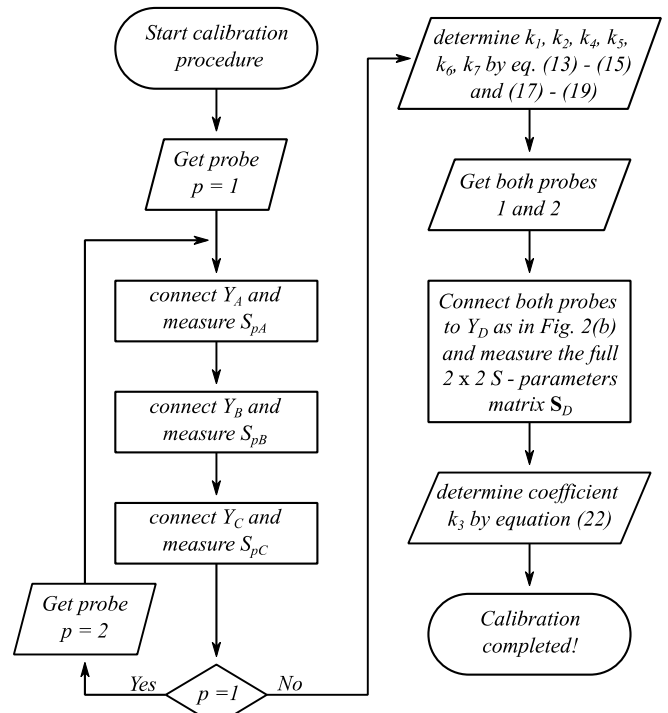 Start calibration
procedure
Get probe
p = 1
connect Y_A and
measure S_pA
connect Y_B and
measure S_pB
connect Y_C and
measure S_pC
Get probe
p = 2
Yes
p =1
No
determine k_1, k_2, k_4, k_5,
k_6, k_7 by eq. (13) - (15)
and (17) - (19)
Get both probes
1 and 2
Connect both probes
to Y_D as in Fig. 2(b)
and measure the full
2 x 2 S - parameters
matrix S_D
determine coefficient
k_3 by equation (22)
Calibration
completed!